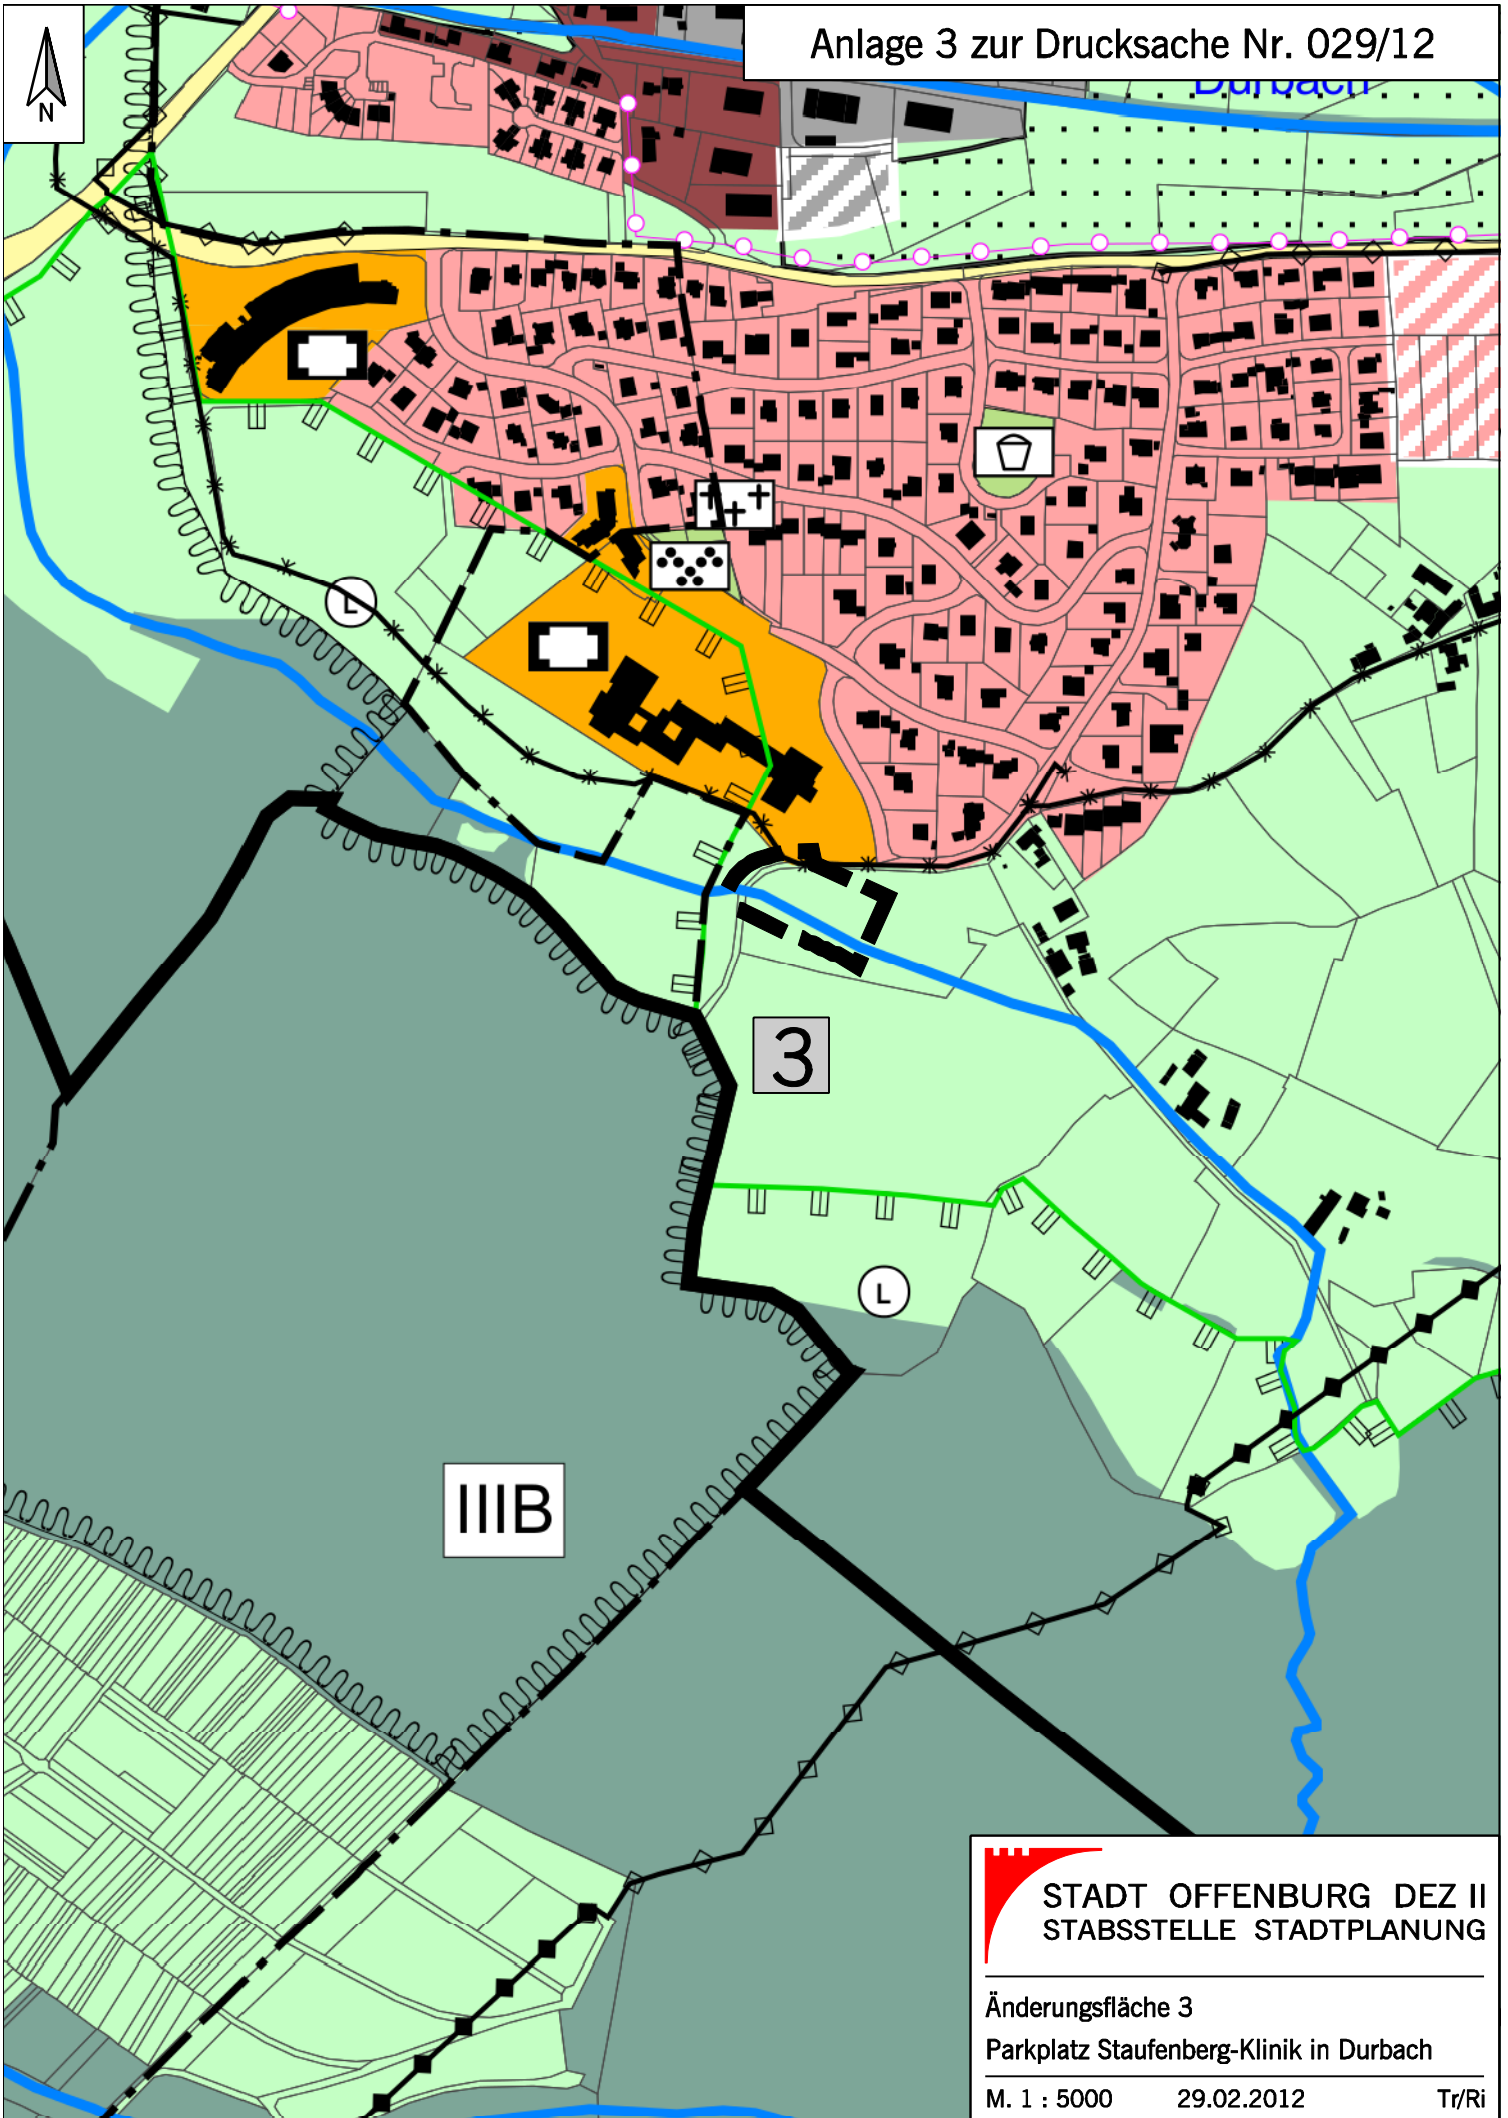 Anlage 3 zur Drucksache Nr. 029/12
Durbach
N
L
3
L
IIIB
STADT OFFENBURG DEZ II
STABSSTELLE STADTPLANUNG
Änderungsfläche 3
Parkplatz Staufenberg-Klinik in Durbach
M. 1 : 5000 29.02.2012 Tr/Ri